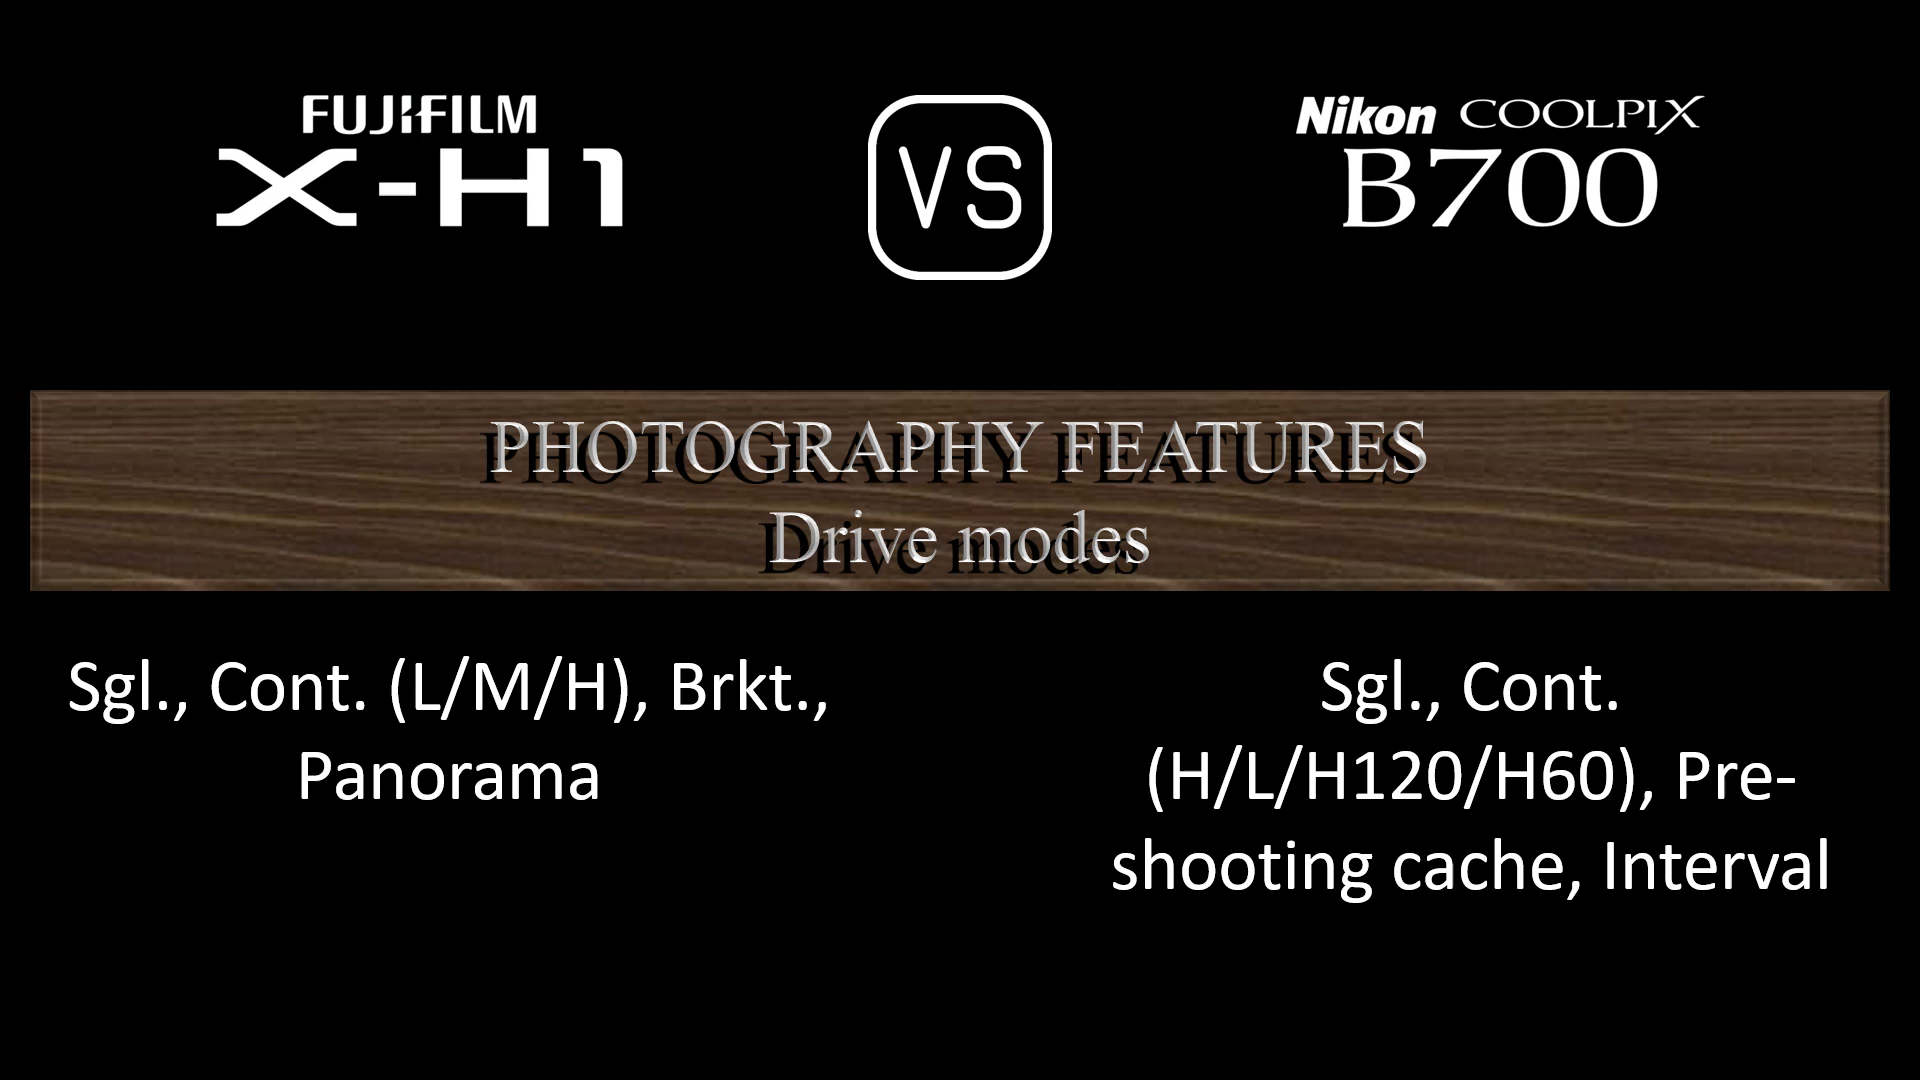 FUJIFILM
X-H1
VS
Nikon COOLPIX
B700
PHOTOGRAPHY FEATURES
Drive modes
Sgl., Cont. (L/M/H), Brkt.,
Panorama
Sgl., Cont.
(H/L/H120/H60), Pre-
shooting cache, Interval